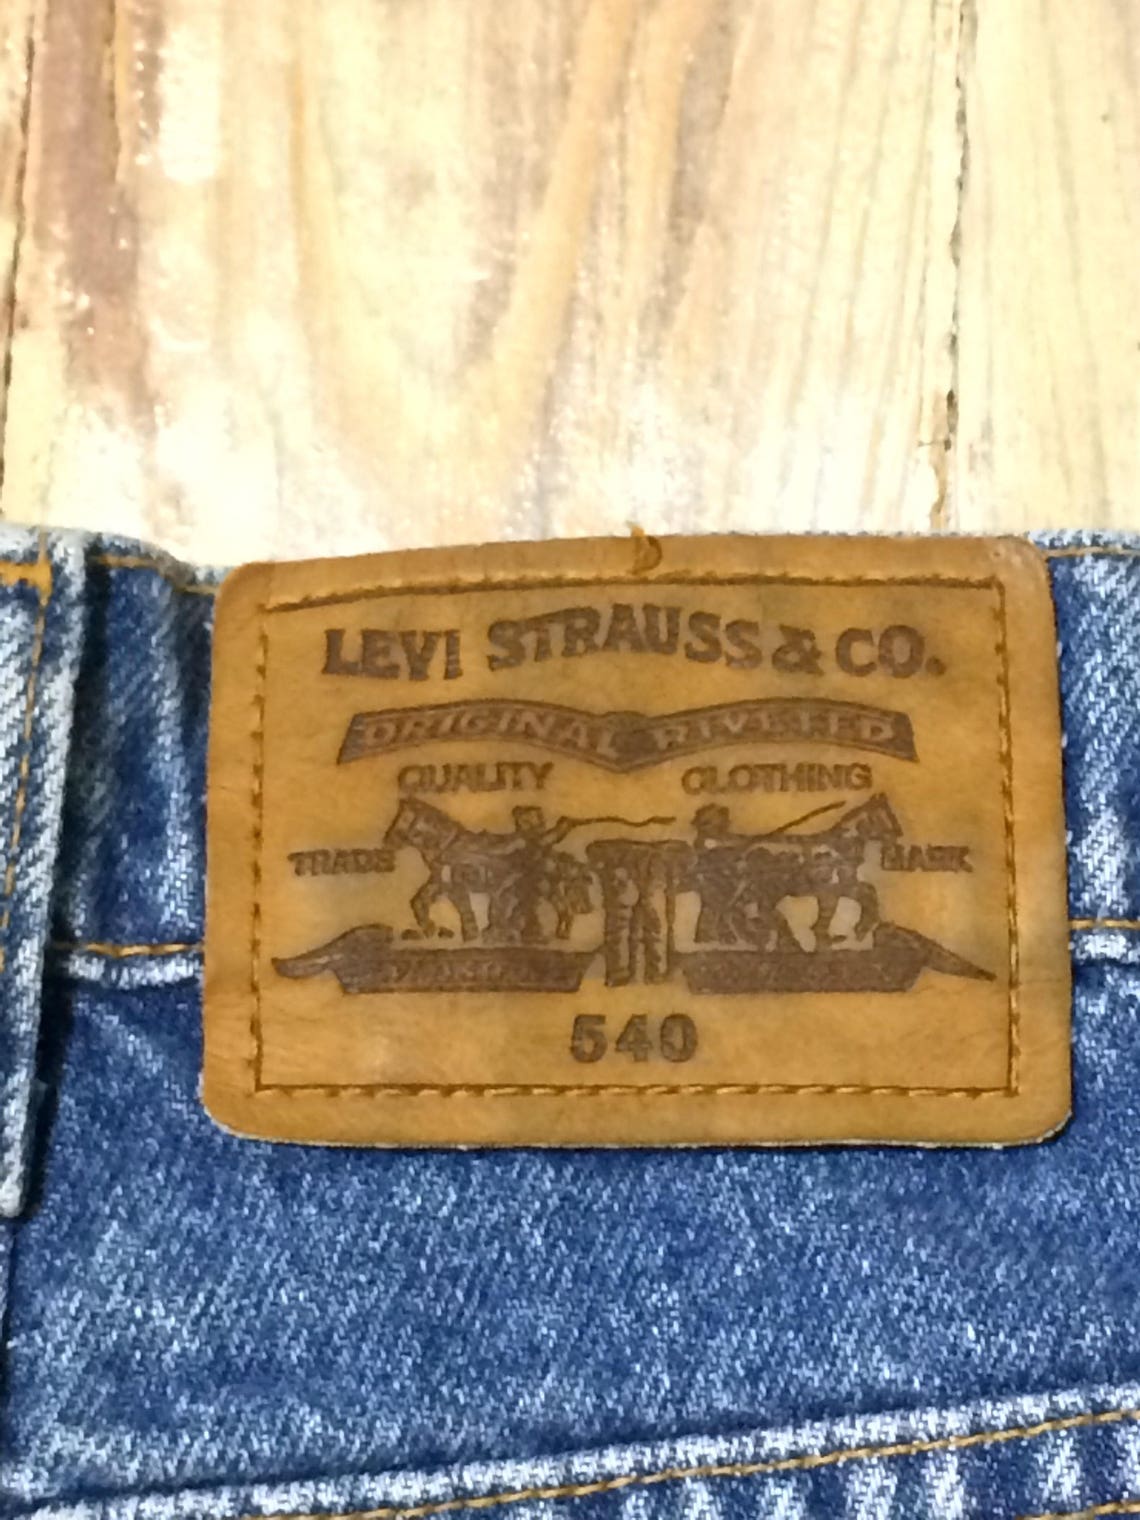 LEVI STRAUSS & CO.
ORIGINAL RIVETED
QUALITY CLOTHING
TRADE MARK
540